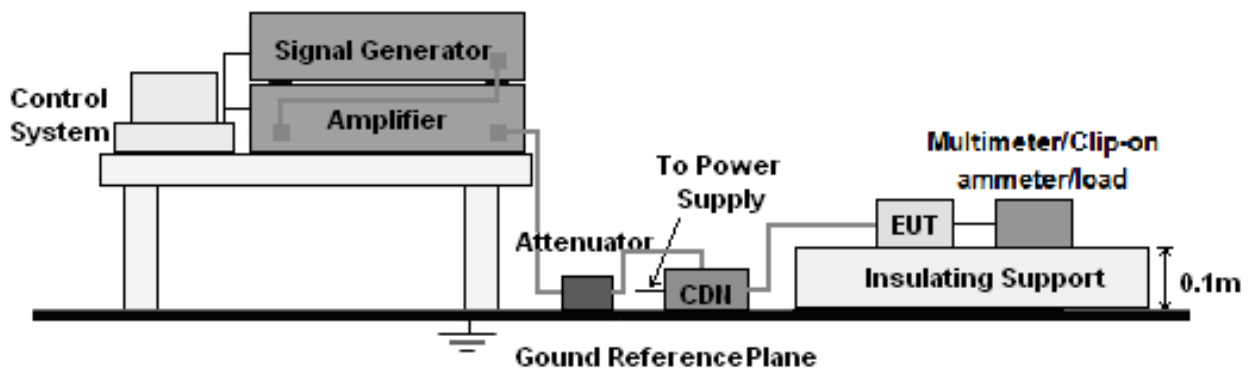 Signal Generator
Control
System
Amplifier
Multimeter/Clip-on
ammeter/load
To Power
Supply
EUT
Attenuator
CDN
Insulating Support
0.1m
Gound Reference Plane